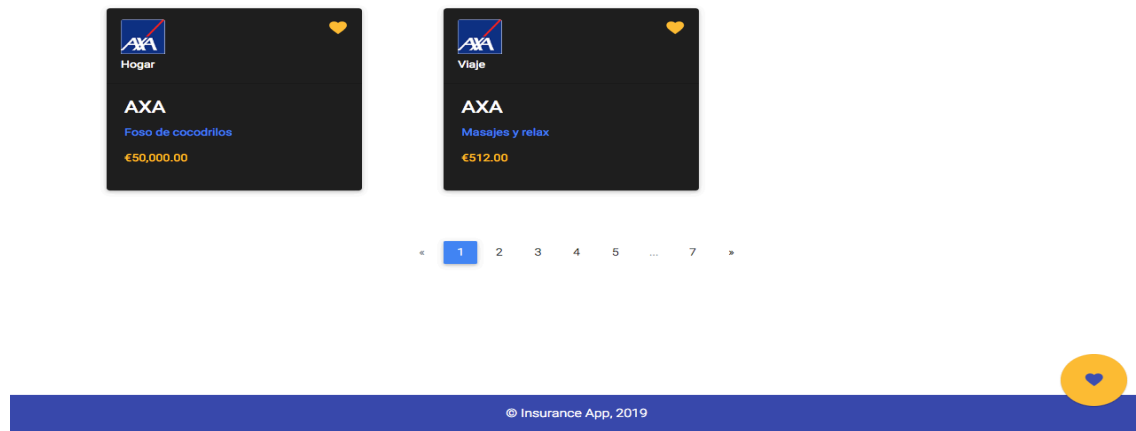 AXA
Hogar
AXA
Foso de cocodrilos
€50,000.00
AXA
Viaje
AXA
Masajes y relax
€512.00
« 1 2 3 4 5 ... 7 »
© Insurance App, 2019